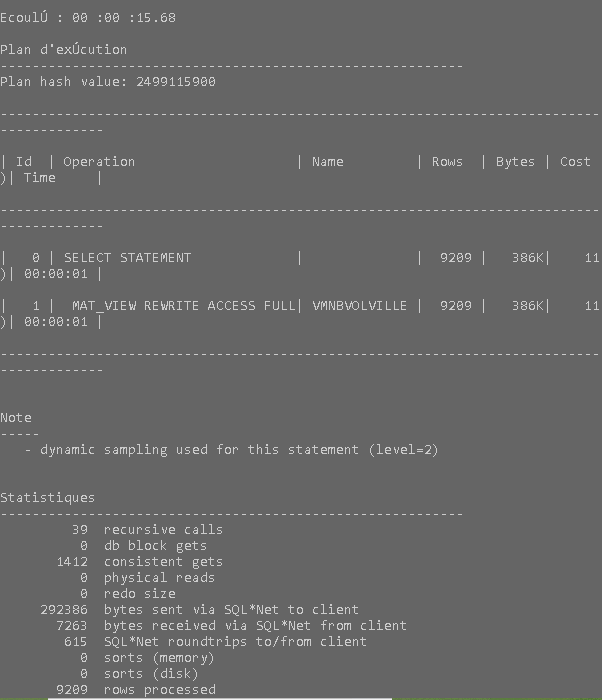 EcoulÚ : 00 :00 :15.68
Plan d'exÚcution
----------------------------------------------------------
Plan hash value: 2499115900
---------------------------------------------------------------------------
-------------
| Id  | Operation                    | Name        | Rows  | Bytes | Cost
)| Time     |
---------------------------------------------------------------------------
-------------
|   0 | SELECT STATEMENT             |             |  9209 |   386K|    11
)| 00:00:01 |
|   1 |  MAT_VIEW REWRITE ACCESS FULL| VMNBVOLVILLE |  9209 |   386K|    11
)| 00:00:01 |
---------------------------------------------------------------------------
-------------
Note
-----
   - dynamic sampling used for this statement (level=2)
Statistiques
----------------------------------------------------------
         39  recursive calls
          0  db block gets
       1412  consistent gets
          0  physical reads
          0  redo size
     292386  bytes sent via SQL*Net to client
       7263  bytes received via SQL*Net from client
        615  SQL*Net roundtrips to/from client
          0  sorts (memory)
          0  sorts (disk)
       9209  rows processed